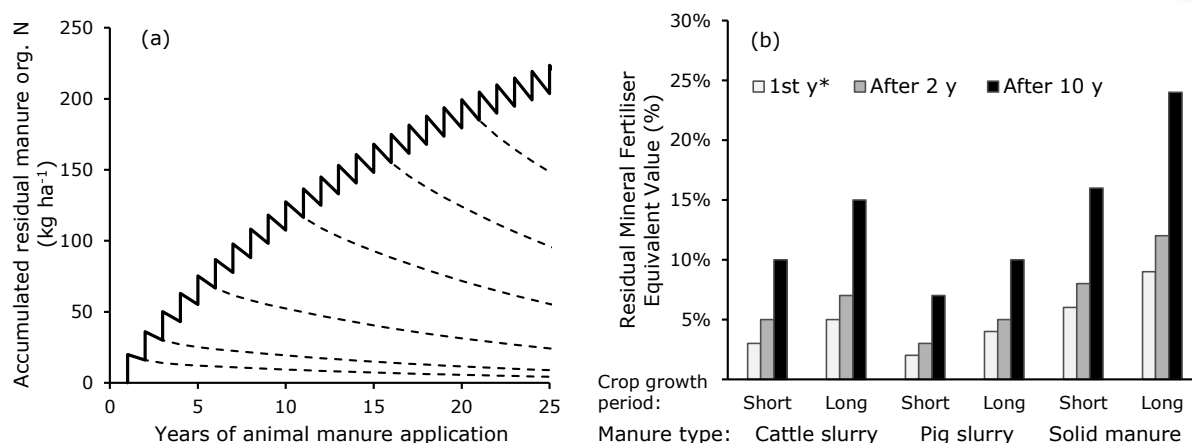 (a)
Accumulated residual manure org. N
(kg ha⁻¹)
250
200
150
100
50
0
0 5 10 15 20 25
Years of animal manure application
(b)
1st y* After 2 y After 10 y
Residual Mineral Fertiliser
Equivalent Value (%)
30%
25%
20%
15%
10%
5%
Crop growth
period: Short Long Short Long Short Long
Manure type: Cattle slurry Pig slurry Solid manure